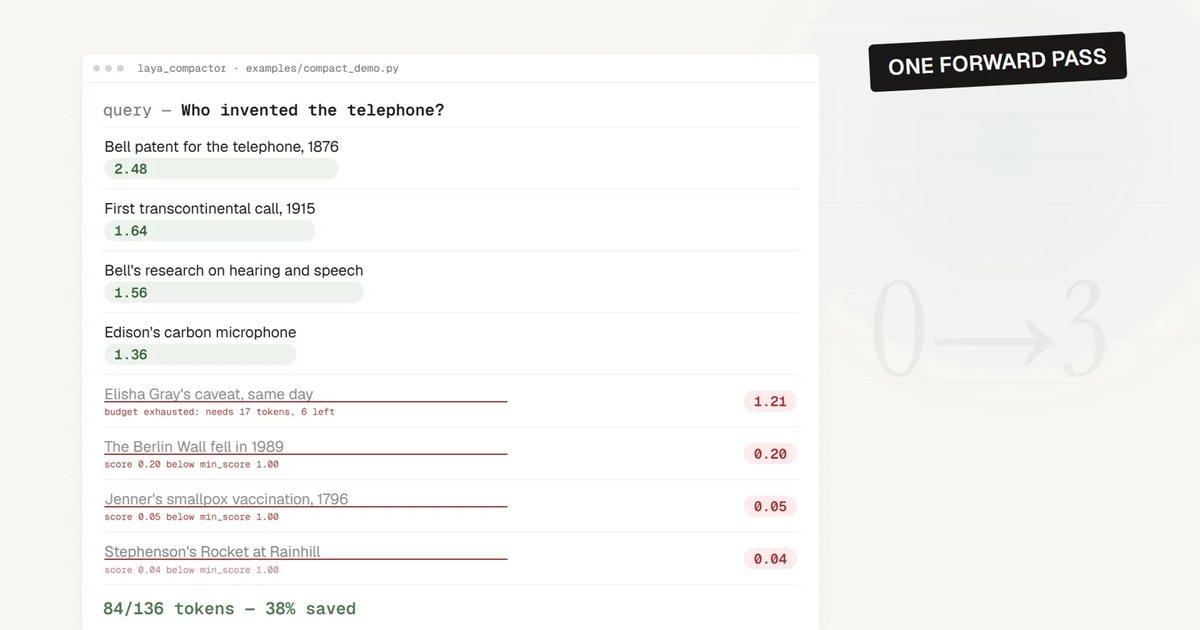 laya_compactor · examples/compact_demo.py
ONE FORWARD PASS
query — Who invented the telephone?
Bell patent for the telephone, 1876
2.48
First transcontinental call, 1915
1.64
Bell's research on hearing and speech
1.56
Edison's carbon microphone
1.36
Elisha Gray's caveat, same day
budget exhausted: needs 17 tokens, 6 left
1.21
The Berlin Wall fell in 1989
score 0.20 below min_score 1.00
0.20
Jenner's smallpox vaccination, 1796
score 0.05 below min_score 1.00
0.05
Stephenson's Rocket at Rainhill
score 0.04 below min_score 1.00
0.04
84/136 tokens — 38% saved
0→3